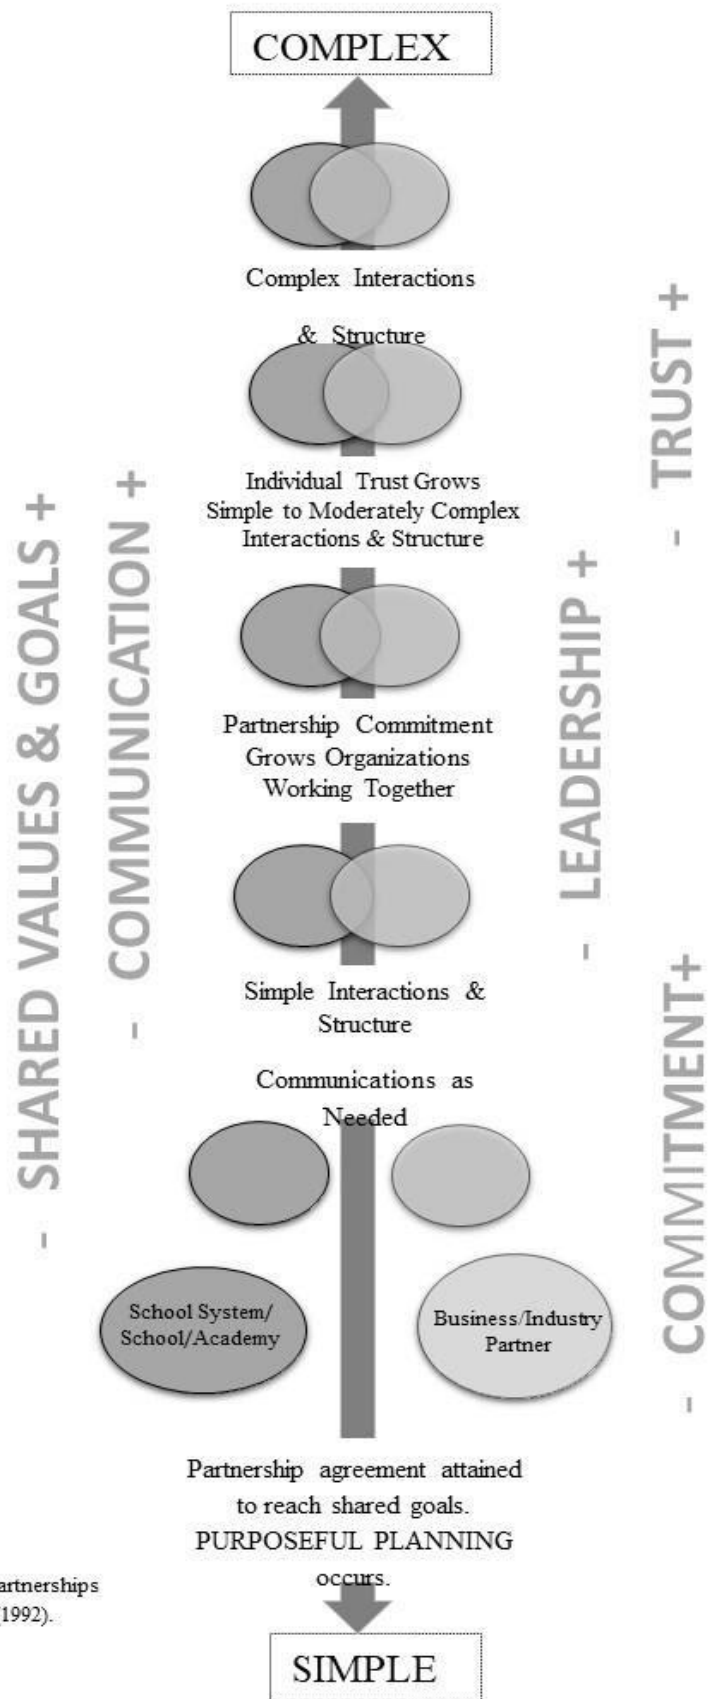 COMPLEX
Complex Interactions
& Structure
Individual Trust Grows
Simple to Moderately Complex
Interactions & Structure
Partnership Commitment
Grows Organizations
Working Together
Simple Interactions &
Structure
Communications as
Needed
School System/
School/Academy
Business/Industry
Partner
Partnership agreement attained
to reach shared goals.
PURPOSEFUL PLANNING
occurs.
SIMPLE
- SHARED VALUES & GOALS +
- COMMUNICATION +
- LEADERSHIP +
- TRUST +
- COMMITMENT+
artnerships
1992).